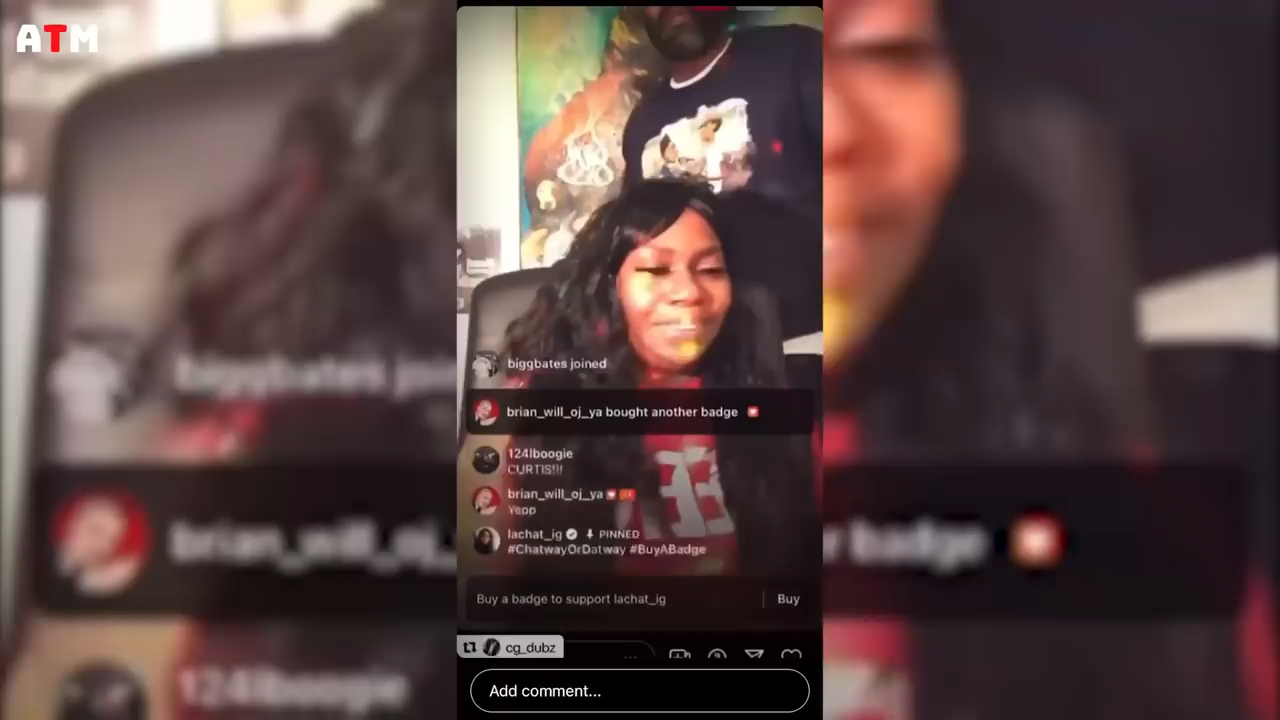 ATM
biggbates joined
brian_will_oj_ya bought another badge
124lboogie
CURTIS!!!
brian_will_oj_ya
Yepp
lachat_ig PINNED
#ChatwayOrDatway #BuyABadge
33
Buy a badge to support lachat_ig
Buy
cg_dubz
Add comment...